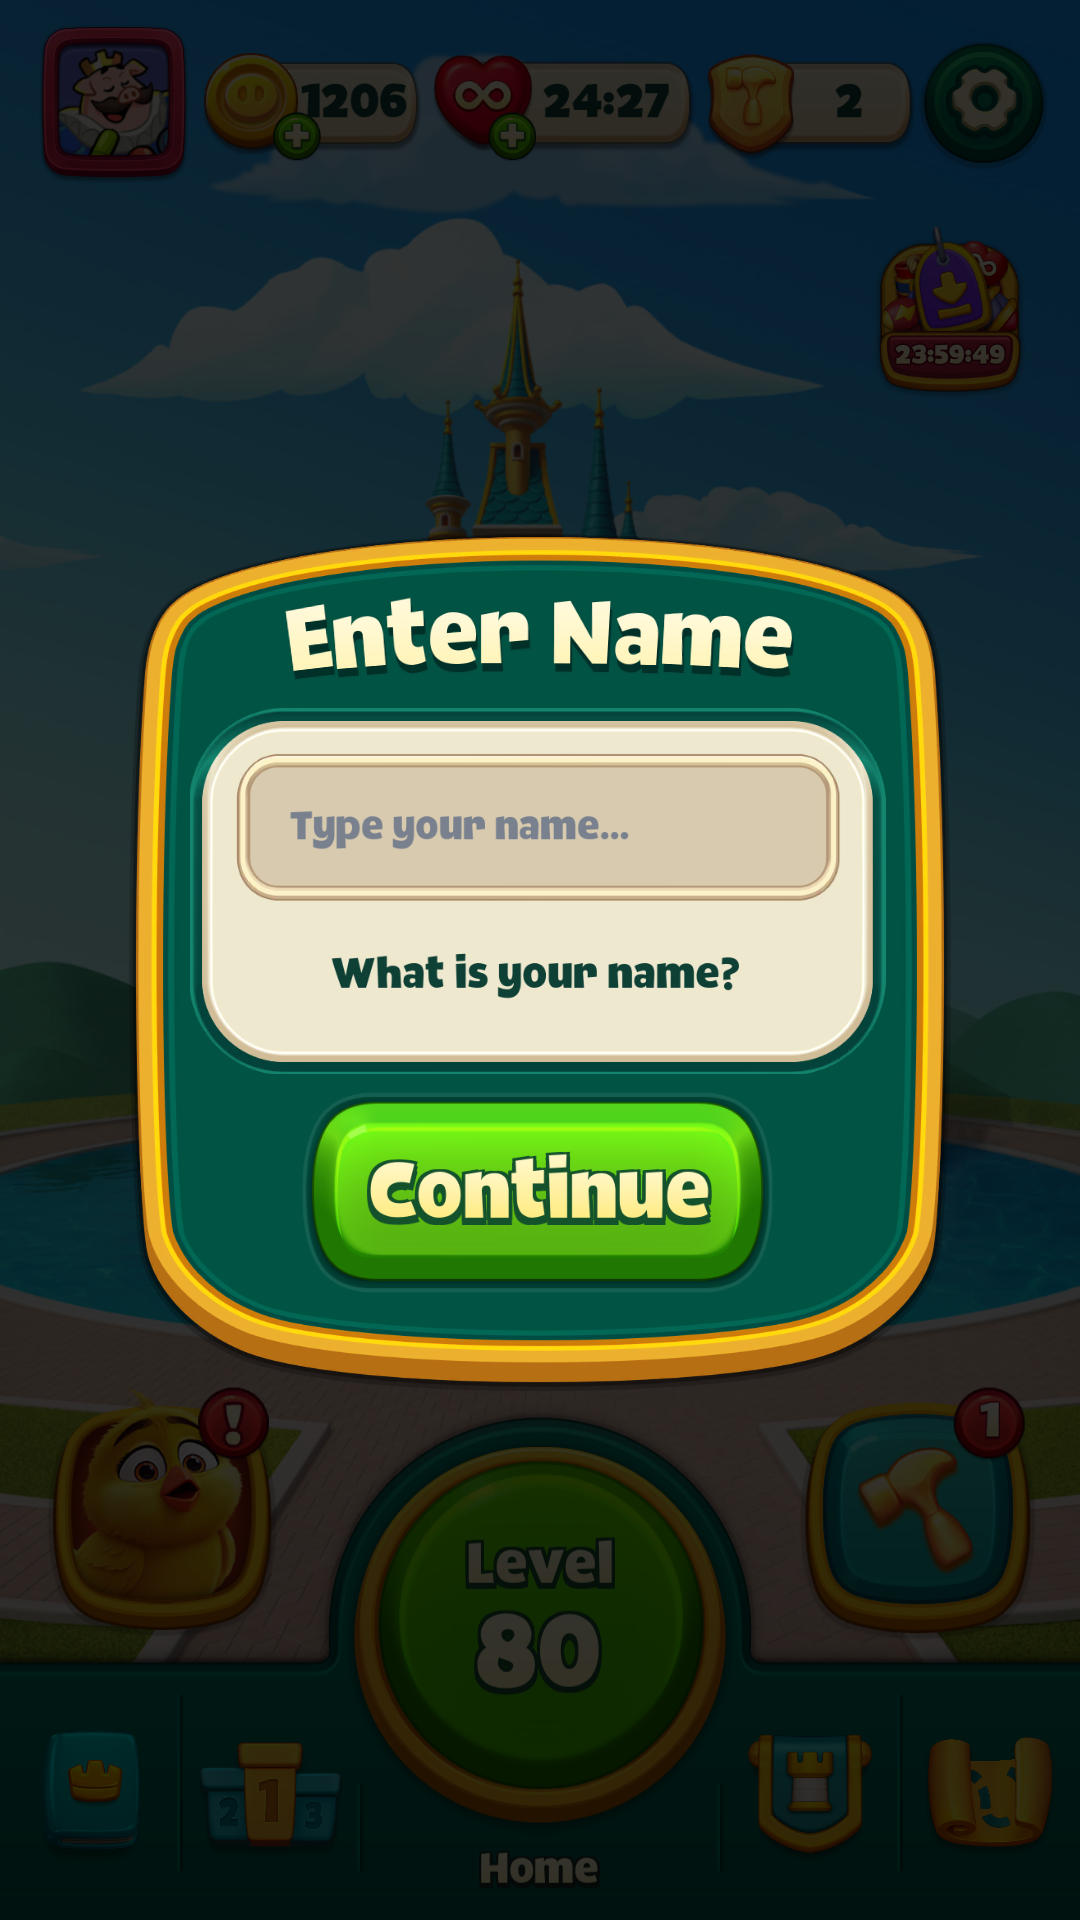 1206
24:27
2
23:59:49
Enter Name
Type your name...
What is your name?
Continue
!
1
Level
80
2 1 3
Home